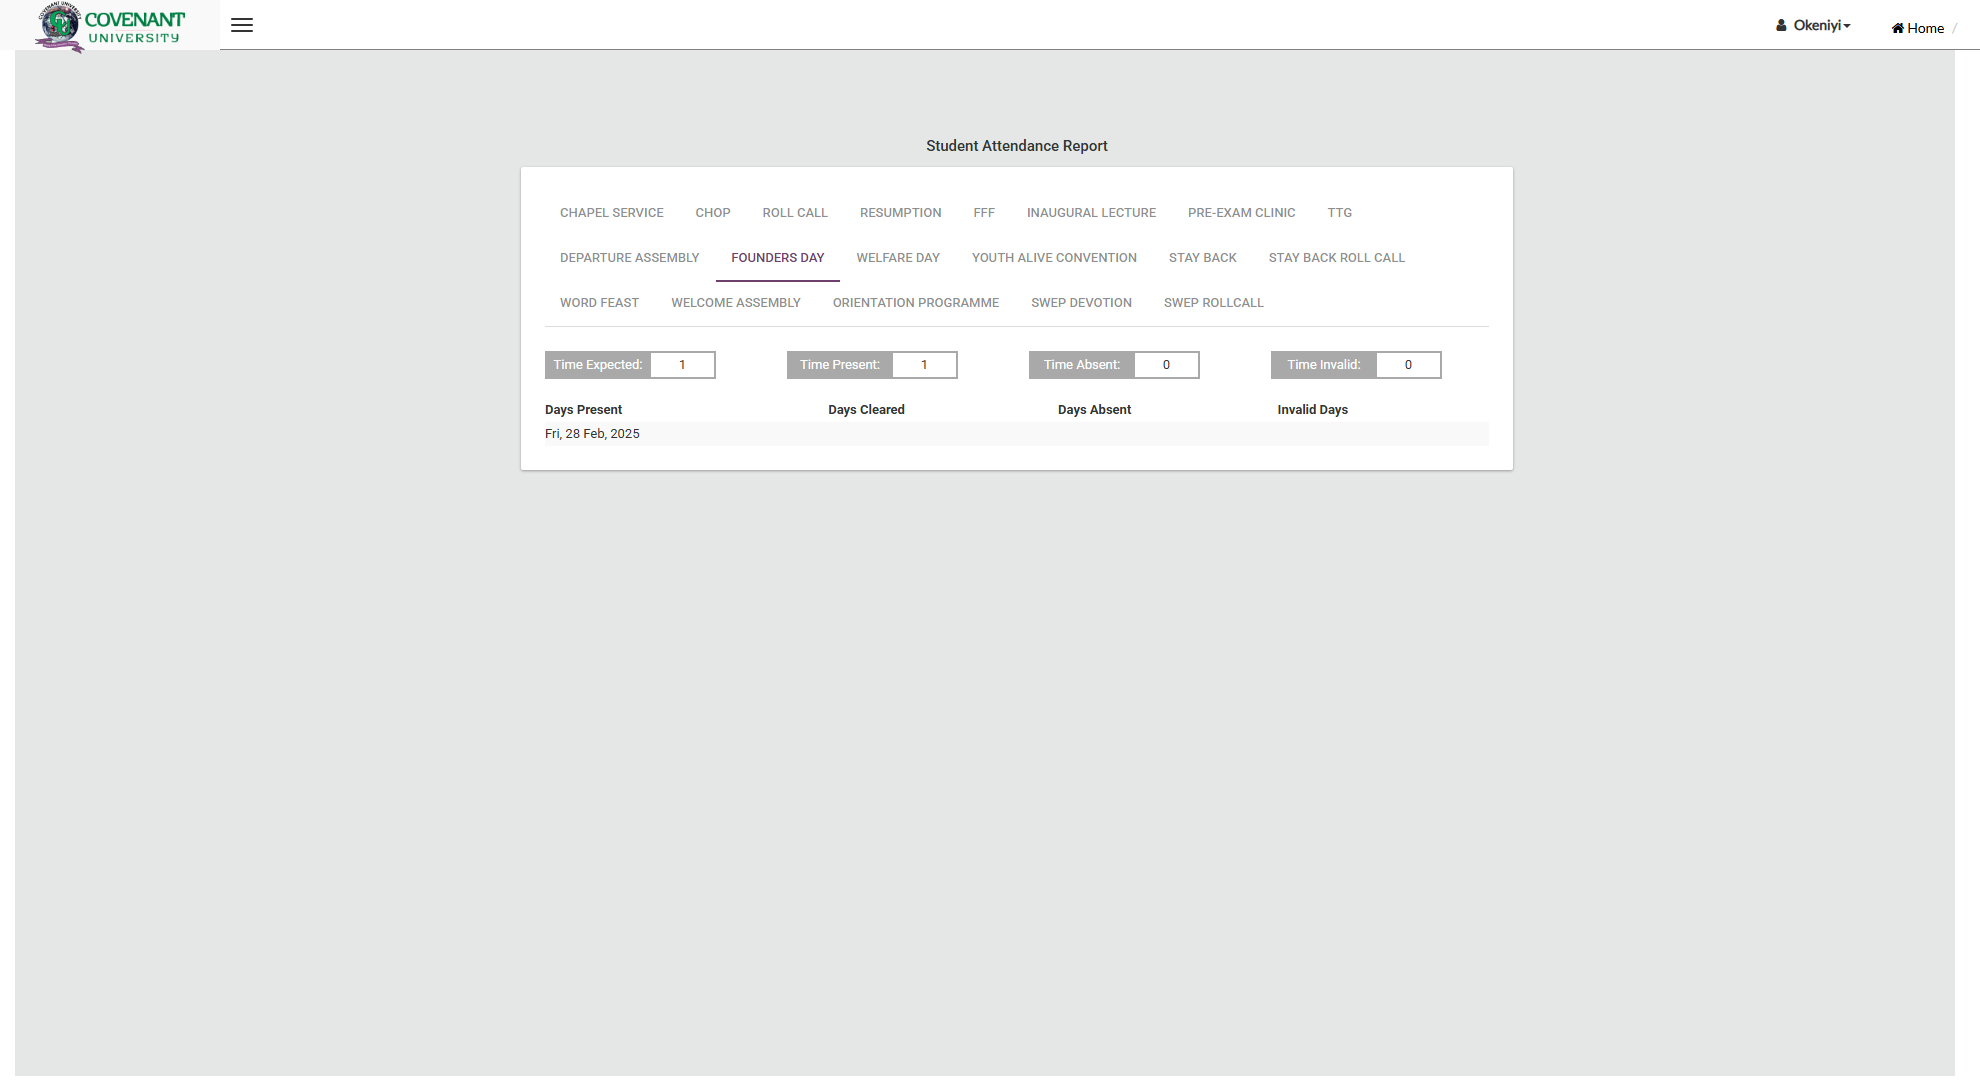 COVENANT
UNIVERSITY
Okeniyi
Home /
Student Attendance Report
CHAPEL SERVICE CHOP ROLL CALL RESUMPTION FFF INAUGURAL LECTURE PRE-EXAM CLINIC TTG
DEPARTURE ASSEMBLY FOUNDERS DAY WELFARE DAY YOUTH ALIVE CONVENTION STAY BACK STAY BACK ROLL CALL
WORD FEAST WELCOME ASSEMBLY ORIENTATION PROGRAMME SWEP DEVOTION SWEP ROLLCALL
Time Expected: 1 Time Present: 1 Time Absent: 0 Time Invalid: 0
Days Present Days Cleared Days Absent Invalid Days
Fri, 28 Feb, 2025